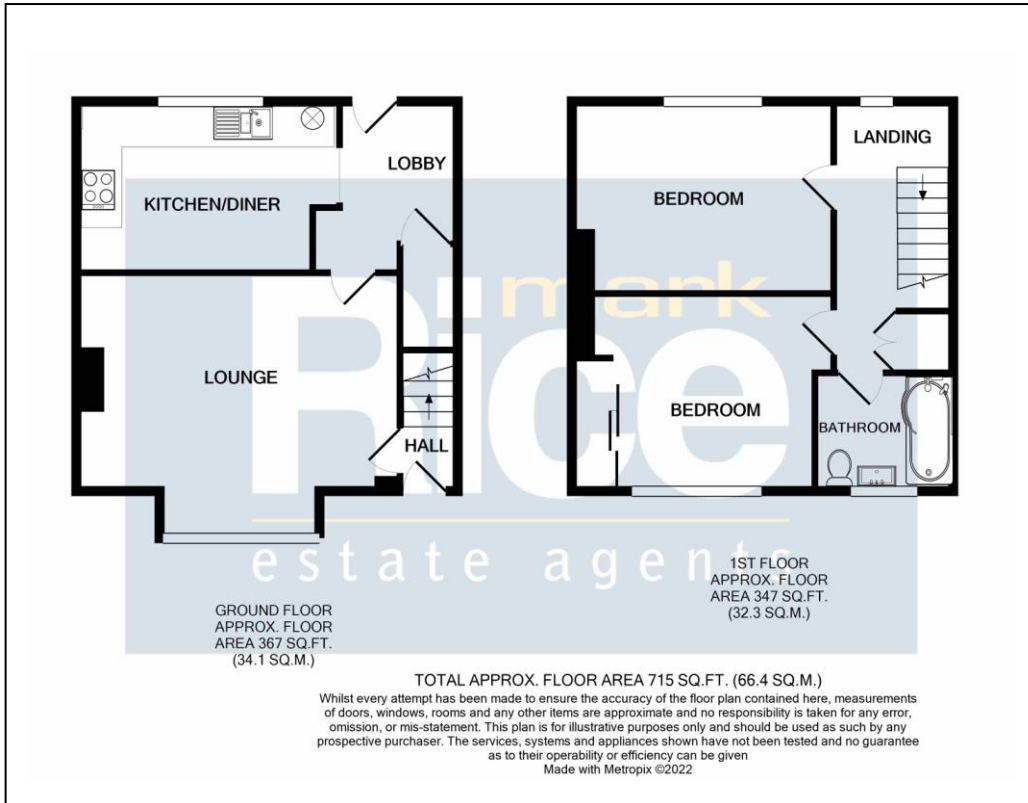 LOBBY
KITCHEN/DINER
LOUNGE
HALL
LANDING
BEDROOM
BEDROOM
BATHROOM
mark
Rice
estate agents
GROUND FLOOR
APPROX. FLOOR
AREA 367 SQ.FT.
(34.1 SQ.M.)
1ST FLOOR
APPROX. FLOOR
AREA 347 SQ.FT.
(32.3 SQ.M.)
TOTAL APPROX. FLOOR AREA 715 SQ.FT. (66.4 SQ.M.)
Whilst every attempt has been made to ensure the accuracy of the floor plan contained here, measurements
of doors, windows, rooms and any other items are approximate and no responsibility is taken for any error,
omission, or mis-statement. This plan is for illustrative purposes only and should be used as such by any
prospective purchaser. The services, systems and appliances shown have not been tested and no guarantee
as to their operability or efficiency can be given
Made with Metropix ©2022